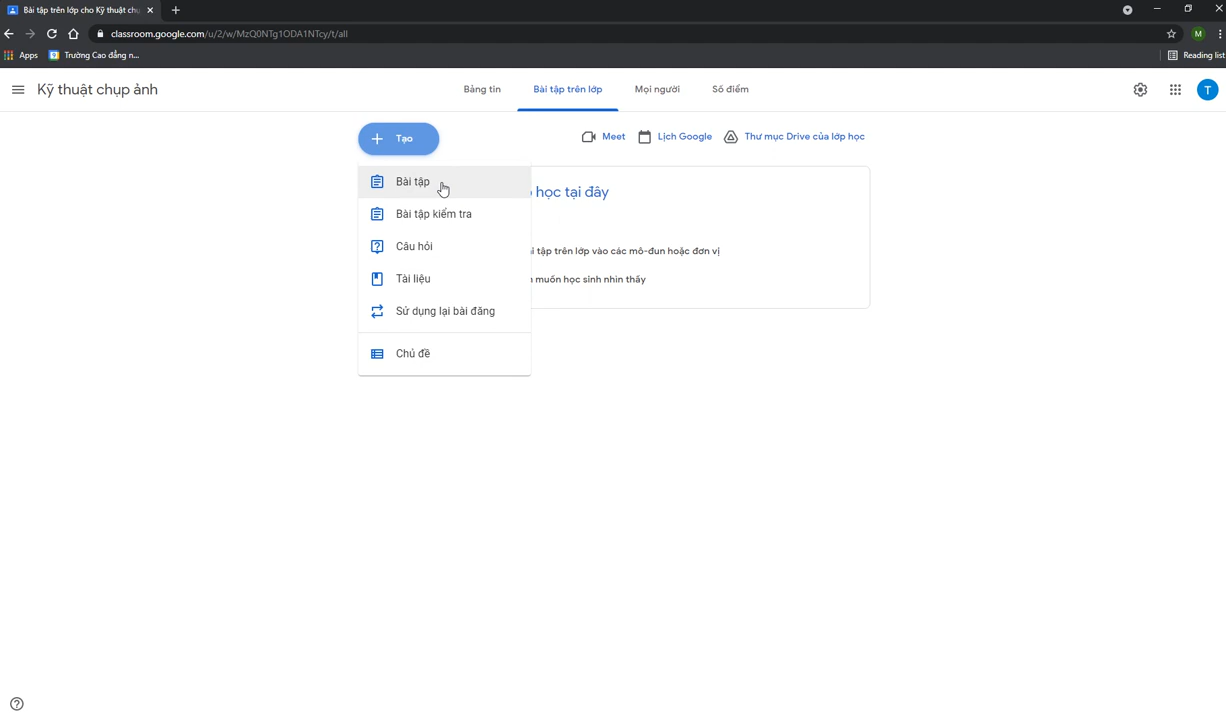 Bài tập trên lớp cho Kỹ thuật chụ
classroom.google.com/u/2/w/MzQ0NTg1ODA1NTcy/t/all
M
Apps
Trường Cao đẳng n...
Reading list
Kỹ thuật chụp ảnh
Bảng tin
Bài tập trên lớp
Mọi người
Số điểm
T
Tạo
Meet
Lịch Google
Thư mục Drive của lớp học
Bài tập
học tại đây
Bài tập kiểm tra
Câu hỏi
tập trên lớp vào các mô-đun hoặc đơn vị
Tài liệu
muốn học sinh nhìn thấy
Sử dụng lại bài đăng
Chủ đề